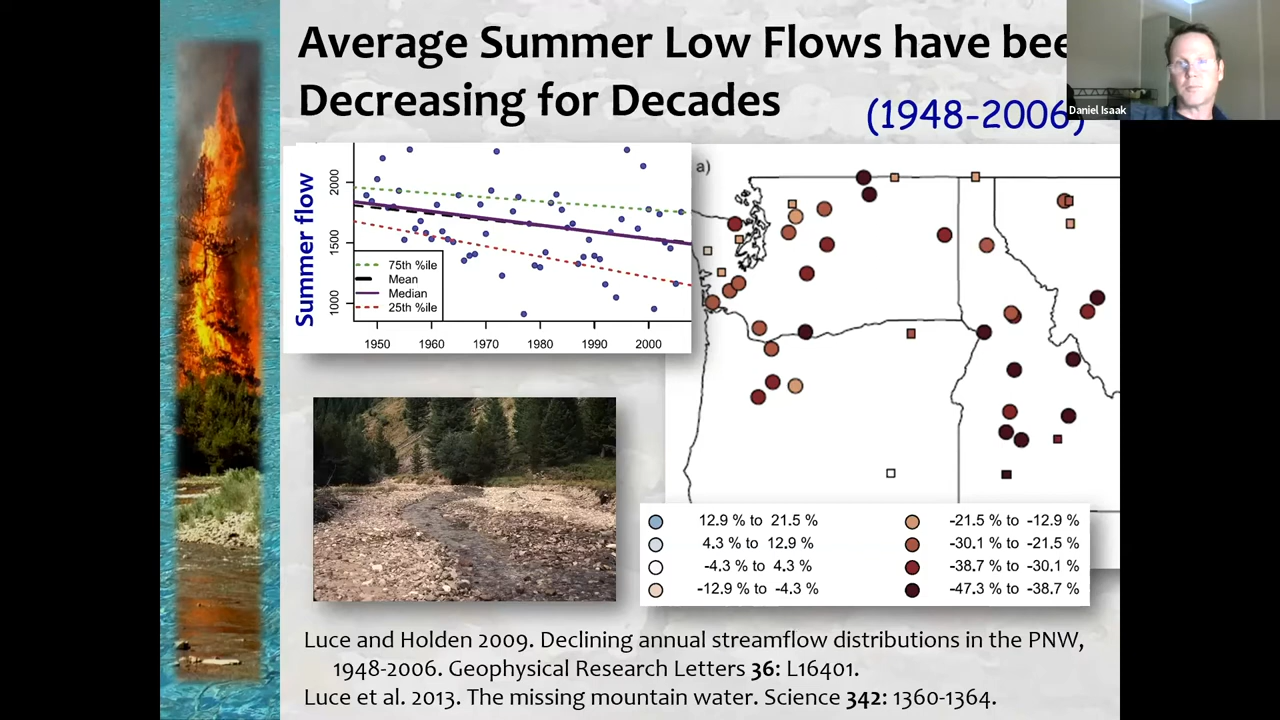 Average Summer Low Flows have bee
Decreasing for Decades
(1948-2006)
Daniel Isaak
Summer flow
2000
1500
1000
75th %ile
Mean
Median
25th %ile
1950 1960 1970 1980 1990 2000
a)
12.9 % to 21.5 %
4.3 % to 12.9 %
-4.3 % to 4.3 %
-12.9 % to -4.3 %
-21.5 % to -12.9 %
-30.1 % to -21.5 %
-38.7 % to -30.1 %
-47.3 % to -38.7 %
Luce and Holden 2009. Declining annual streamflow distributions in the PNW,
1948-2006. Geophysical Research Letters 36: L16401.
Luce et al. 2013. The missing mountain water. Science 342: 1360-1364.